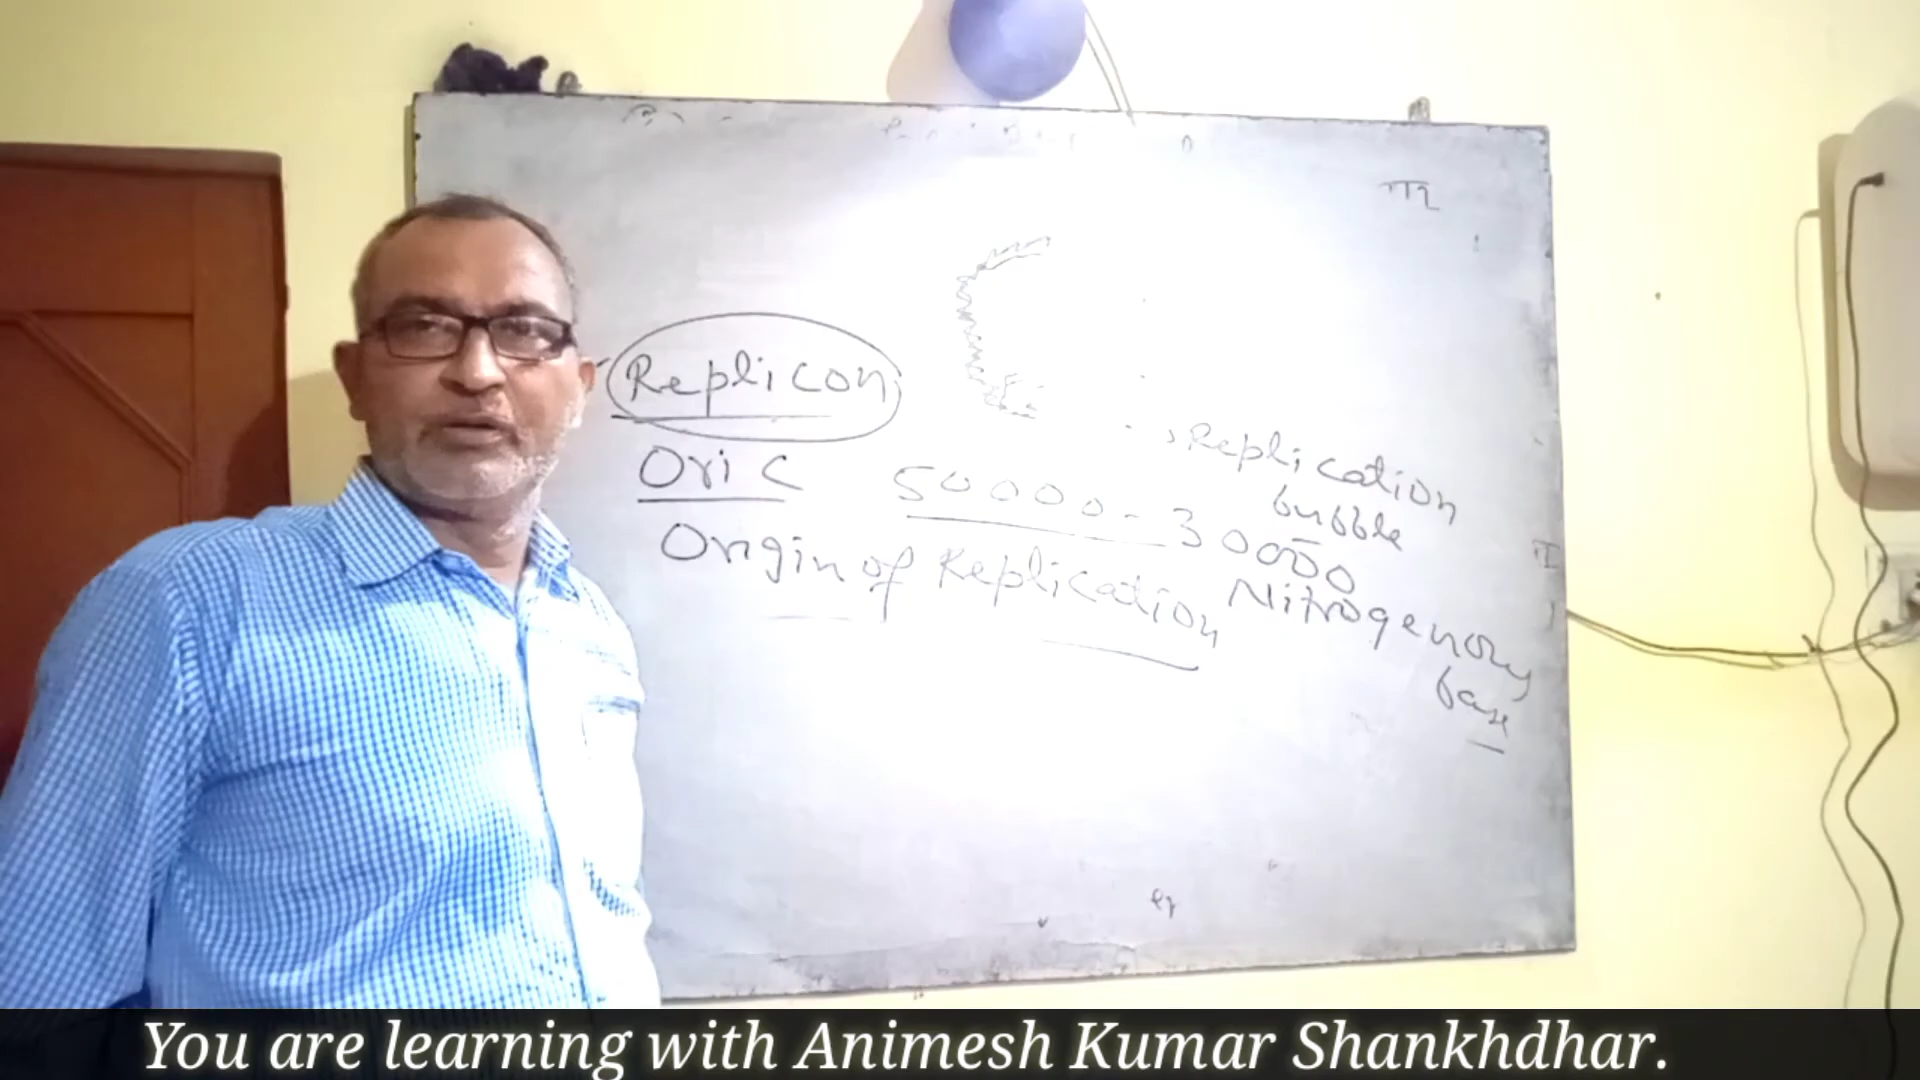 Replicon
Ori C
Replication
bubble
50000-30000
Origin of Replication
Nitrogenous
base
You are learning with Animesh Kumar Shankhdhar.